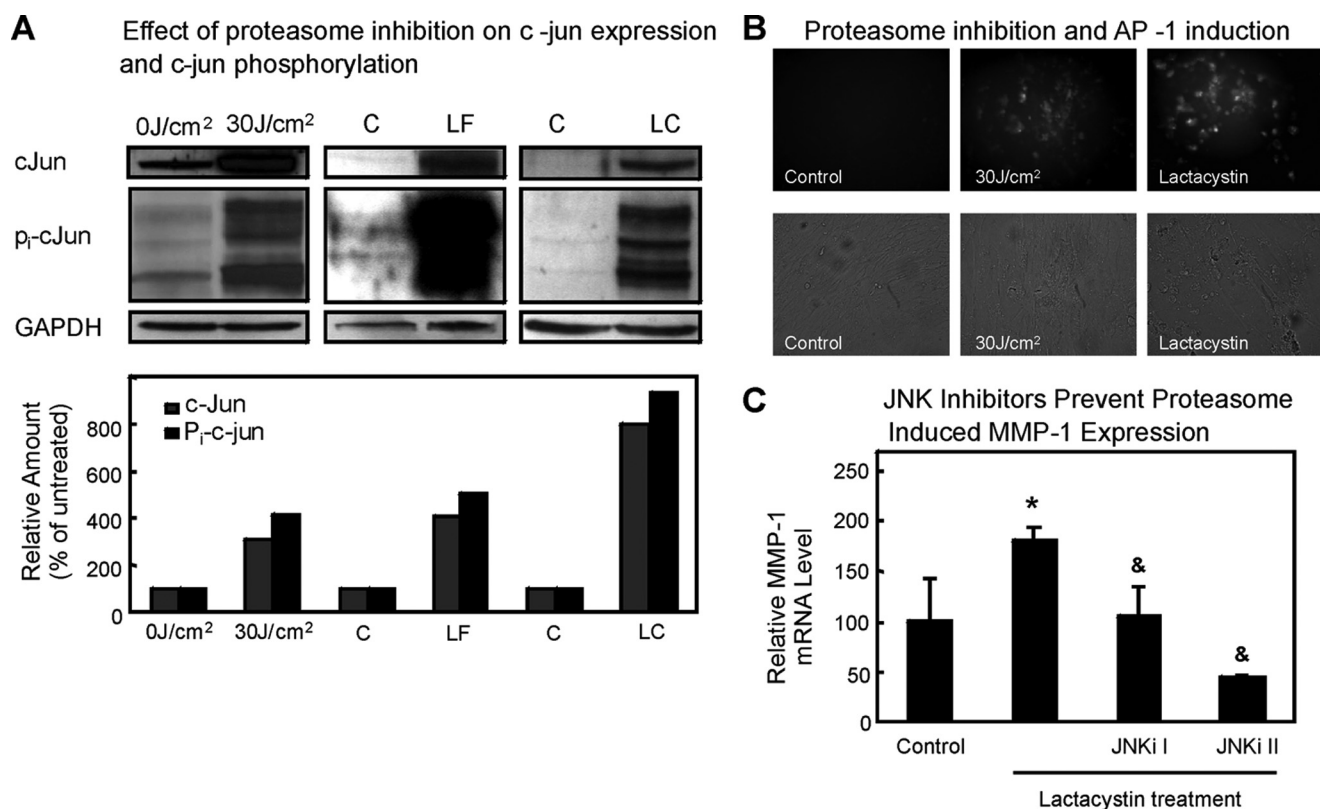 A
Effect of proteasome inhibition on c -jun expression
and c-jun phosphorylation
0J/cm² 30J/cm² C LF C LC
cJun
pᵢ-cJun
GAPDH
c-Jun
Pᵢ-c-jun
Relative Amount
(% of untreated)
800
600
400
200
0
0J/cm² 30J/cm² C LF C LC
B
Proteasome inhibition and AP -1 induction
Control 30J/cm² Lactacystin
Control 30J/cm² Lactacystin
C
JNK Inhibitors Prevent Proteasome
Induced MMP-1 Expression
Relative MMP-1
mRNA Level
250
200
150
100
50
0
*
&
&
Control JNKi I JNKi II
Lactacystin treatment